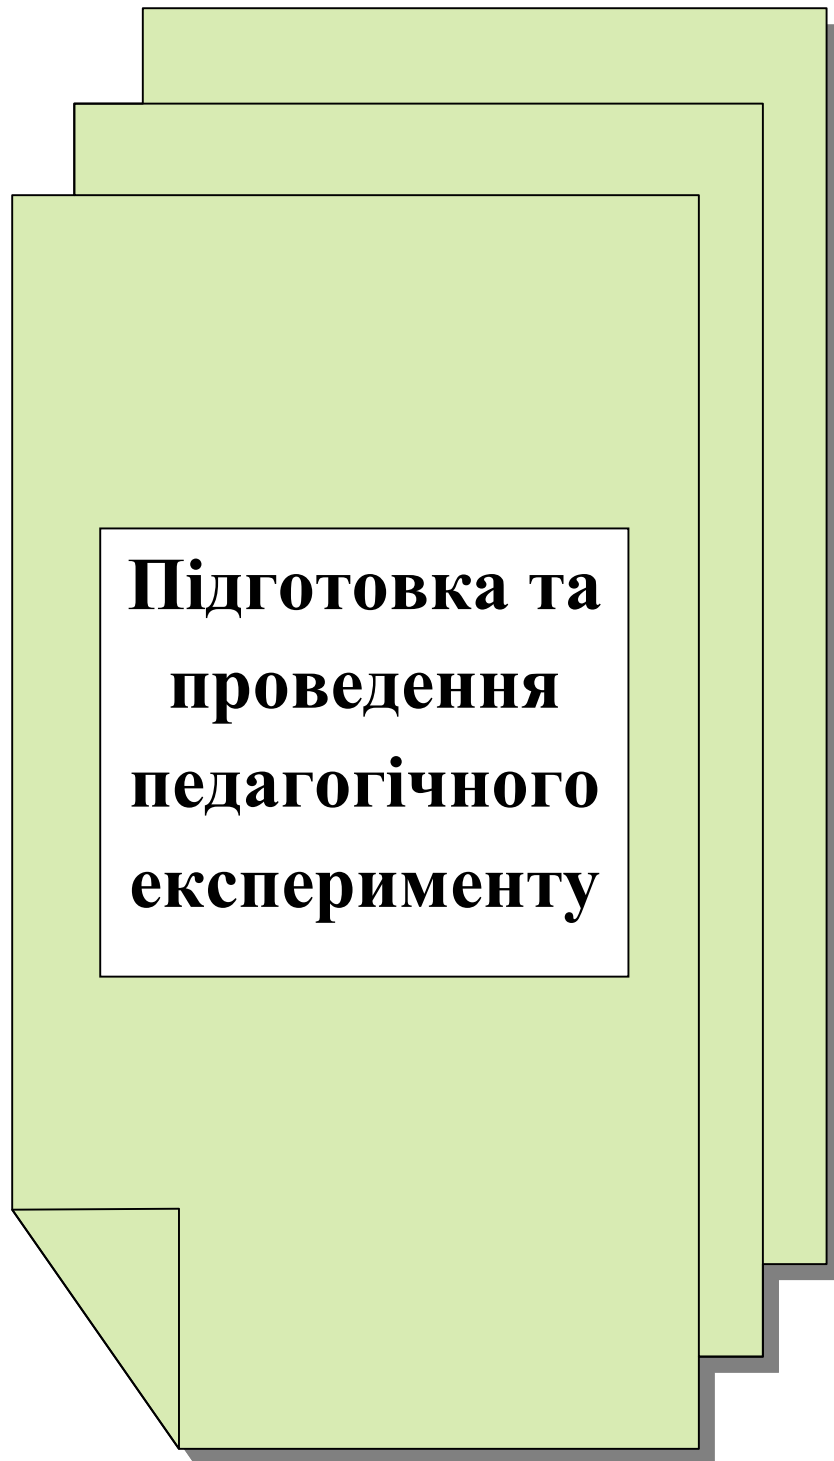 Підготовка та
проведення
педагогічного
експерименту